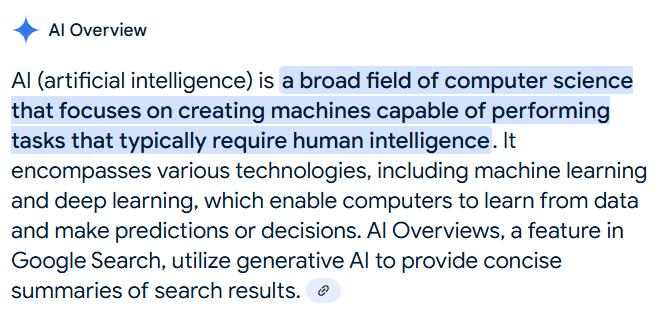 AI Overview
AI (artificial intelligence) is a broad field of computer science
that focuses on creating machines capable of performing
tasks that typically require human intelligence. It
encompasses various technologies, including machine learning
and deep learning, which enable computers to learn from data
and make predictions or decisions. AI Overviews, a feature in
Google Search, utilize generative AI to provide concise
summaries of search results.